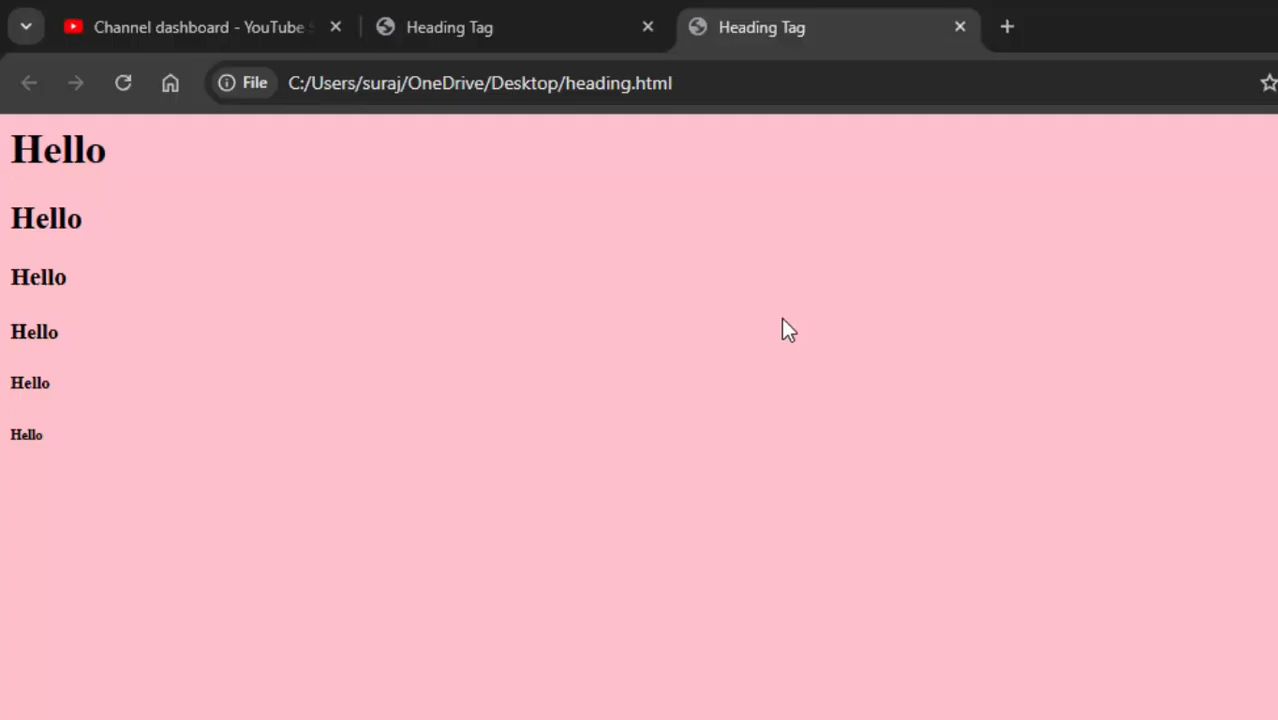 Channel dashboard - YouTube
Heading Tag
Heading Tag
File
C:/Users/suraj/OneDrive/Desktop/heading.html
Hello
Hello
Hello
Hello
Hello
Hello